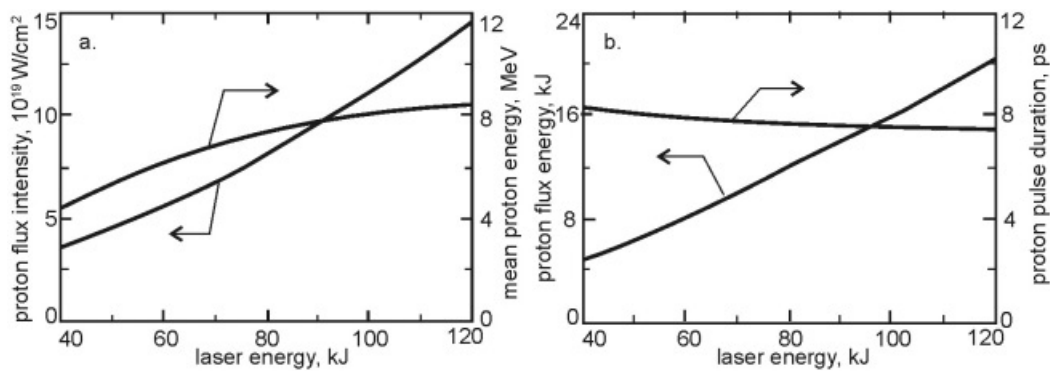 a.
proton flux intensity, 10¹⁹ W/cm²
15
10
5
0
mean proton energy, MeV
12
8
4
0
40 60 80 100 120
laser energy, kJ
b.
proton flux energy, kJ
24
16
8
0
proton pulse duration, ps
12
8
4
0
40 60 80 100 120
laser energy, kJ